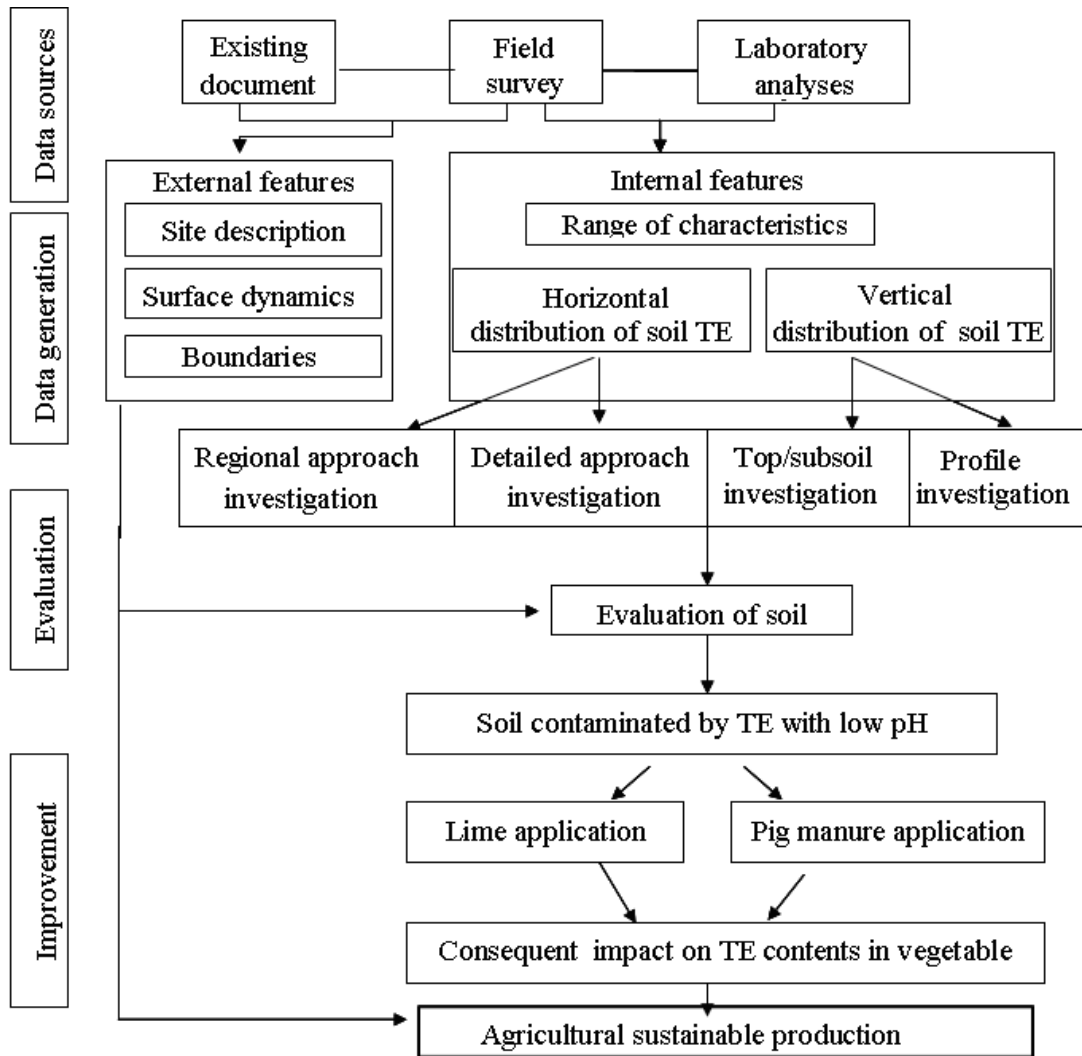 Data sources
Existing
document
Field
survey
Laboratory
analyses
Data generation
External features
Site description
Surface dynamics
Boundaries
Internal features
Range of characteristics
Horizontal
distribution of soil TE
Vertical
distribution of soil TE
Regional approach
investigation
Detailed approach
investigation
Top/subsoil
investigation
Profile
investigation
Evaluation
Evaluation of soil
Soil contaminated by TE with low pH
Improvement
Lime application
Pig manure application
Consequent impact on TE contents in vegetable
Agricultural sustainable production